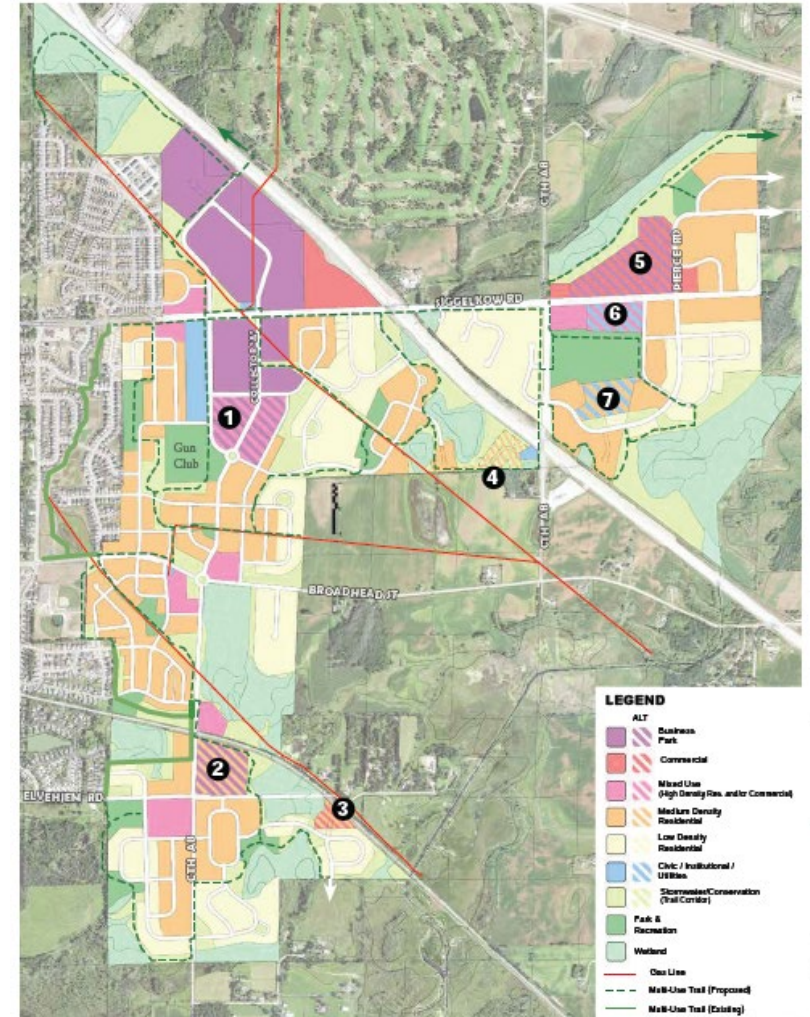 CTH AB
5
PIERCE RD
SIGGELKOW RD
6
COLLECTOR RD
1
7
Gun
Club
4
CTH AB
BROADHEAD ST
2
ELVEHJEM RD
3
CTH AB
LEGEND
ALT
Business
Park
Commercial
Mixed Use
(High Density Res. and/or Commercial)
Medium Density
Residential
Low Density
Residential
Civic / Institutional /
Utilities
Stormwater/Conservation
(Trail Corridor)
Park &
Recreation
Wetland
Gas Line
Multi-Use Trail (Proposed)
Multi-Use Trail (Existing)